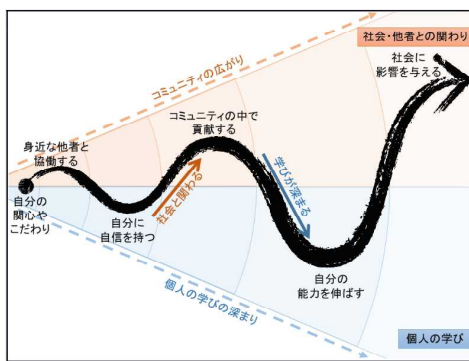 社会・他者との関わり
社会に
影響を与える
コミュニティの広がり
コミュニティの中で
貢献する
身近な他者と
協働する
自分の
関心や
こだわり
自分に
自信を持つ
社会と関わる
学びが深まる
自分の
能力を伸ばす
個人の学びの深まり
個人の学び